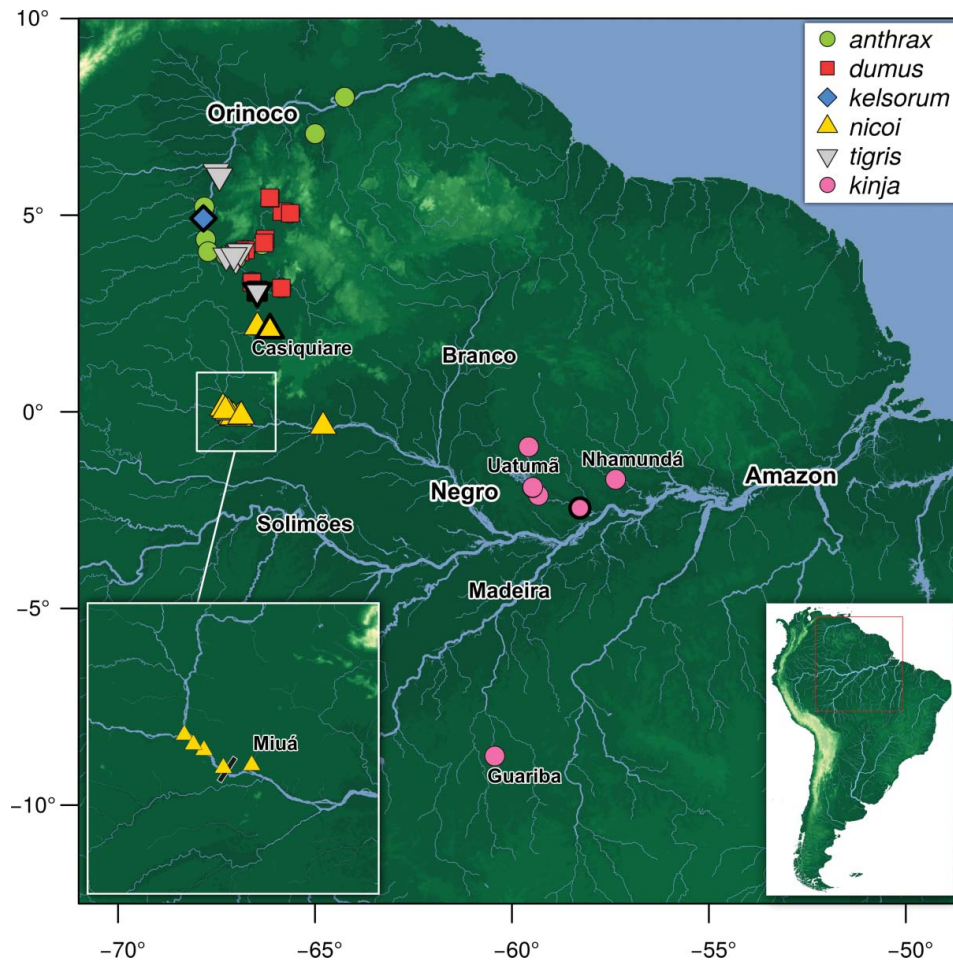 10°
5°
0°
−5°
−10°
anthrax
dumus
kelsorum
nicoi
tigris
kinja
Orinoco
Casiquiare
Branco
Uatumã
Nhamundá
Negro
Amazon
Solimões
Madeira
Miuá
Guariba
−70°
−65°
−60°
−55°
−50°